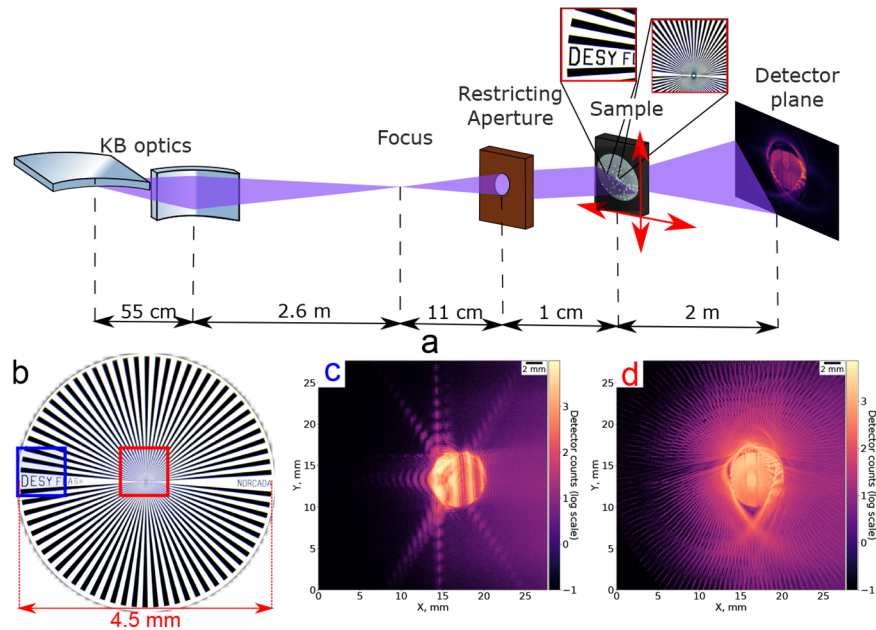 DESY FL
Detector
plane
Restricting
Aperture
Sample
KB optics
Focus
55 cm
2.6 m
11 cm
1 cm
2 m
a
b
DESY FLASH
NORCADA
4.5 mm
c
2 mm
25
20
15
10
5
0
Y, mm
0
5
10
15
20
25
X, mm
3
2
1
0
−1
Detector counts (log scale)
d
2 mm
25
20
15
10
5
0
Y, mm
0
5
10
15
20
25
X, mm
3
2
1
0
−1
Detector counts (log scale)